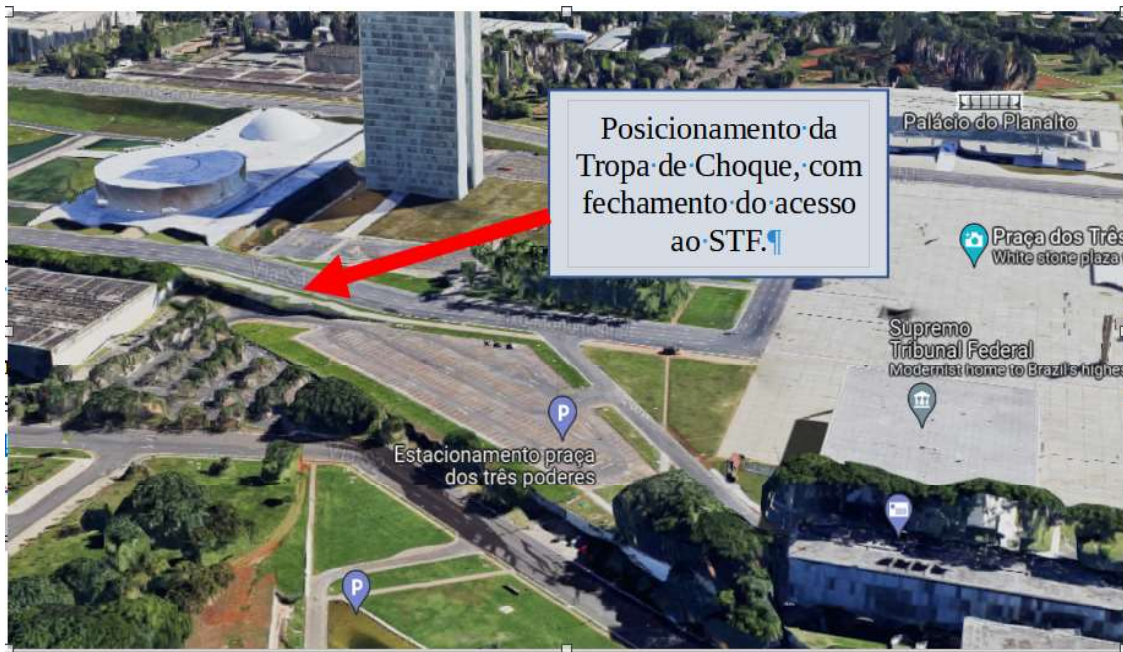 Posicionamento·da
Tropa·de·Choque,·com
fechamento·do·acesso
ao·STF.¶
Palácio do Planalto
Praça dos Três
White stone plaza
Supremo
Tribunal Federal
Modernist home to Brazil's highes
P
Estacionamento praça
dos três poderes
P